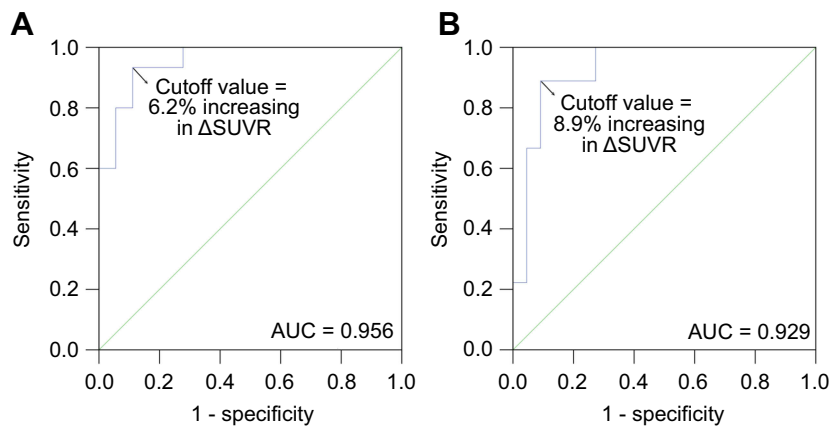 A
Sensitivity
1.0
0.8
0.6
0.4
0.2
0.0
Cutoff value =
6.2% increasing
in ΔSUVR
AUC = 0.956
0.0 0.2 0.4 0.6 0.8 1.0
1 - specificity
B
Sensitivity
1.0
0.8
0.6
0.4
0.2
0.0
Cutoff value =
8.9% increasing
in ΔSUVR
AUC = 0.929
0.0 0.2 0.4 0.6 0.8 1.0
1 - specificity